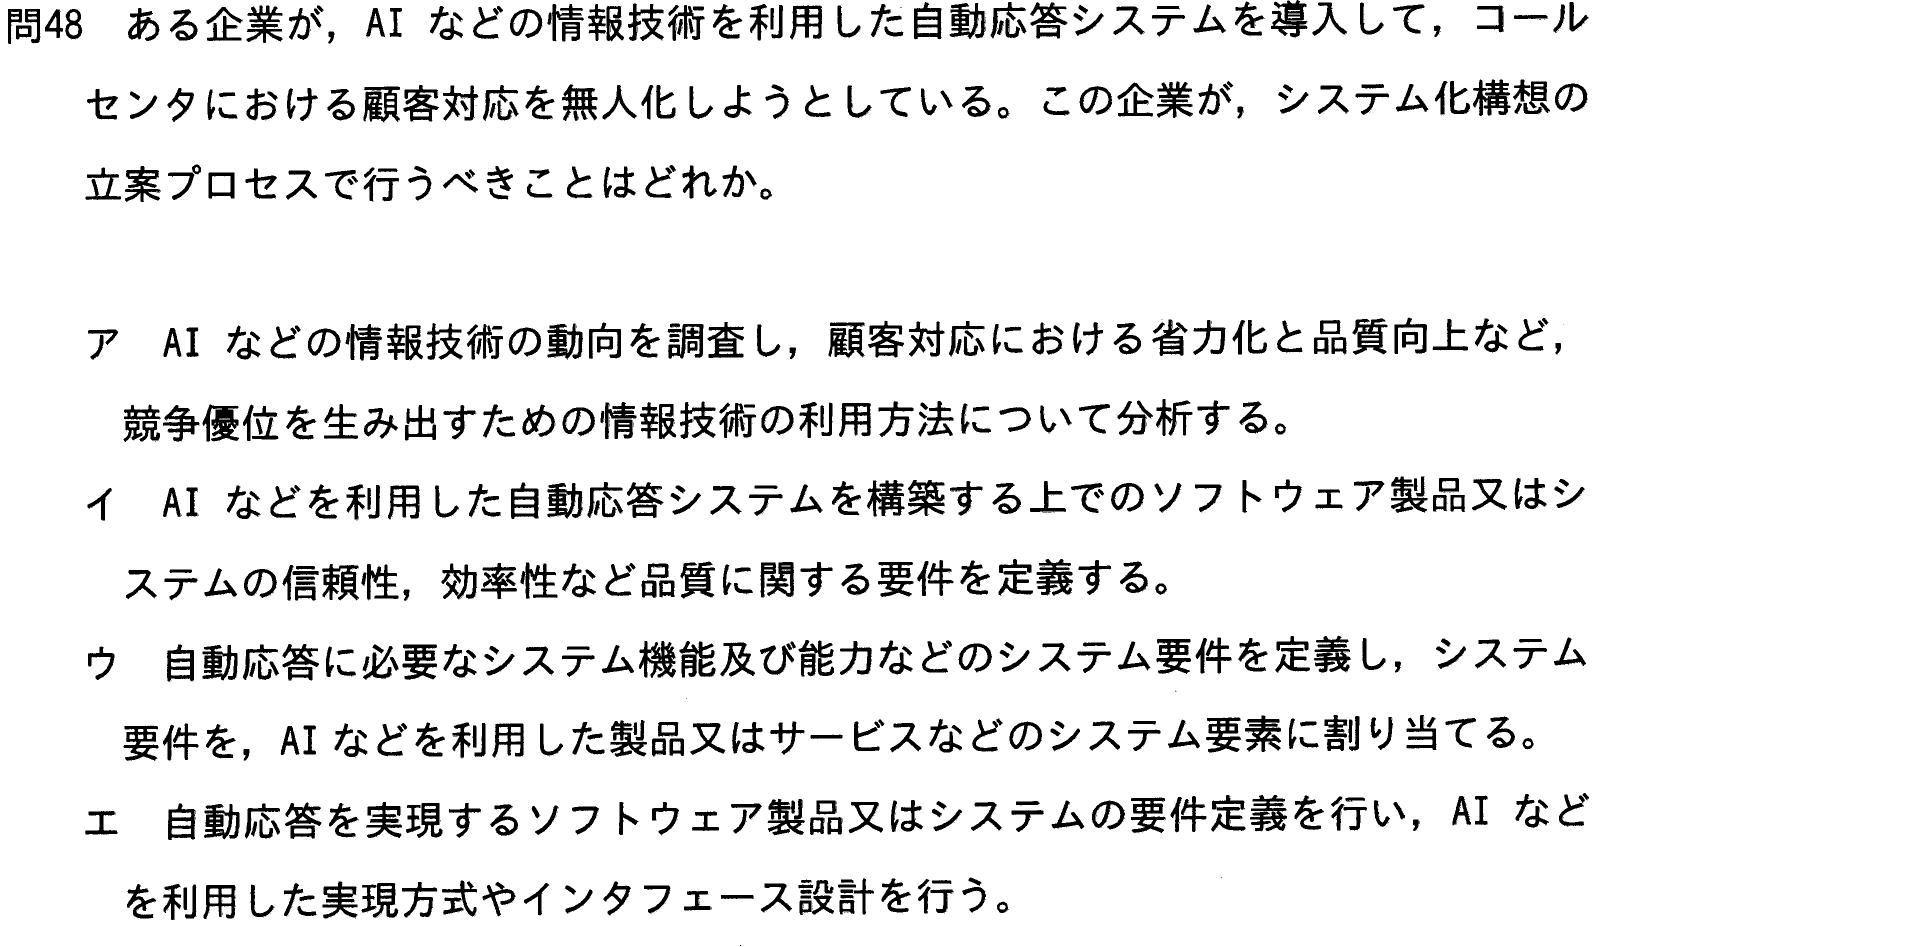 問48 ある企業が，AI などの情報技術を利用した自動応答システムを導入して，コール
センタにおける顧客対応を無人化しようとしている。この企業が，システム化構想の
立案プロセスで行うべきことはどれか。
ア AI などの情報技術の動向を調査し，顧客対応における省力化と品質向上など，
競争優位を生み出すための情報技術の利用方法について分析する。
イ AI などを利用した自動応答システムを構築する上でのソフトウェア製品又はシ
ステムの信頼性，効率性など品質に関する要件を定義する。
ウ 自動応答に必要なシステム機能及び能力などのシステム要件を定義し，システム
要件を，AI などを利用した製品又はサービスなどのシステム要素に割り当てる。
エ 自動応答を実現するソフトウェア製品又はシステムの要件定義を行い，AI など
を利用した実現方式やインタフェース設計を行う。